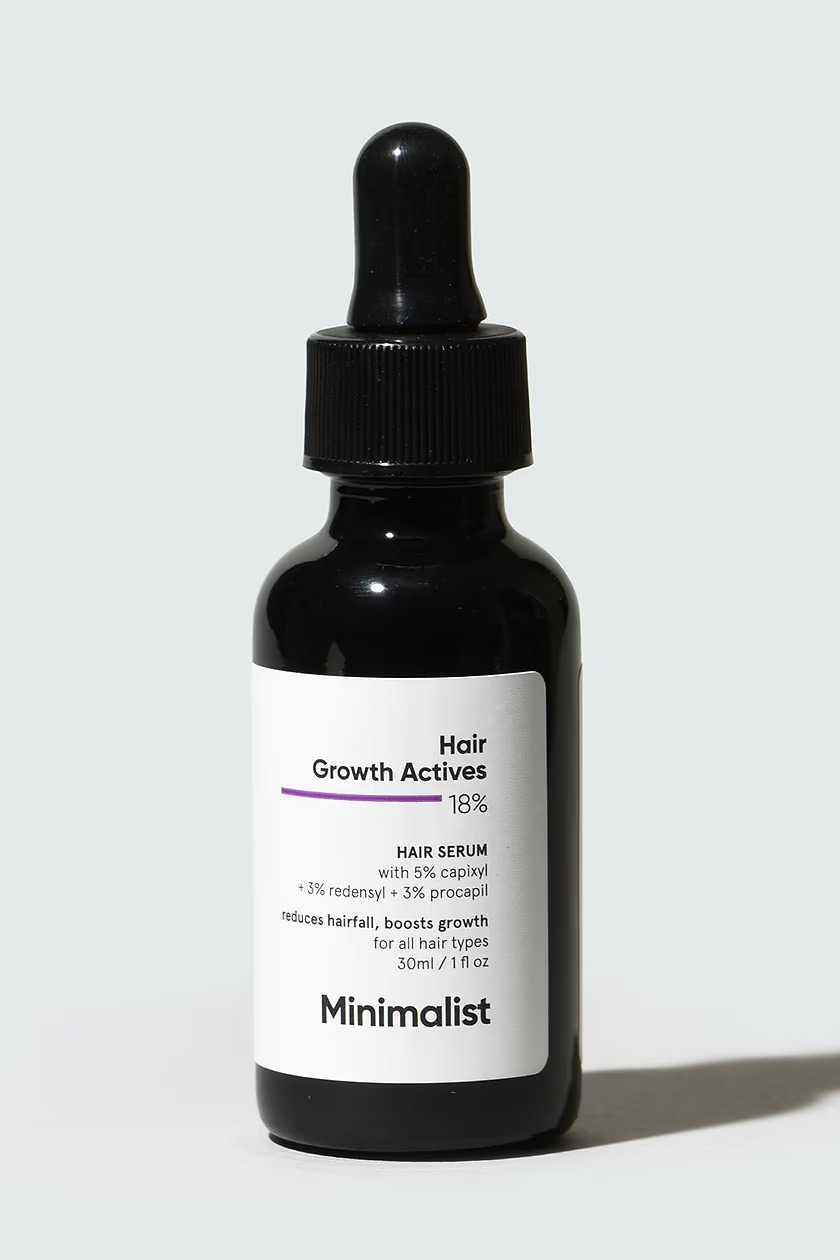 Hair
Growth Actives
18%
HAIR SERUM
with 5% capixyl
+ 3% redensyl + 3% procapil
reduces hairfall, boosts growth
for all hair types
30ml / 1 fl oz
Minimalist